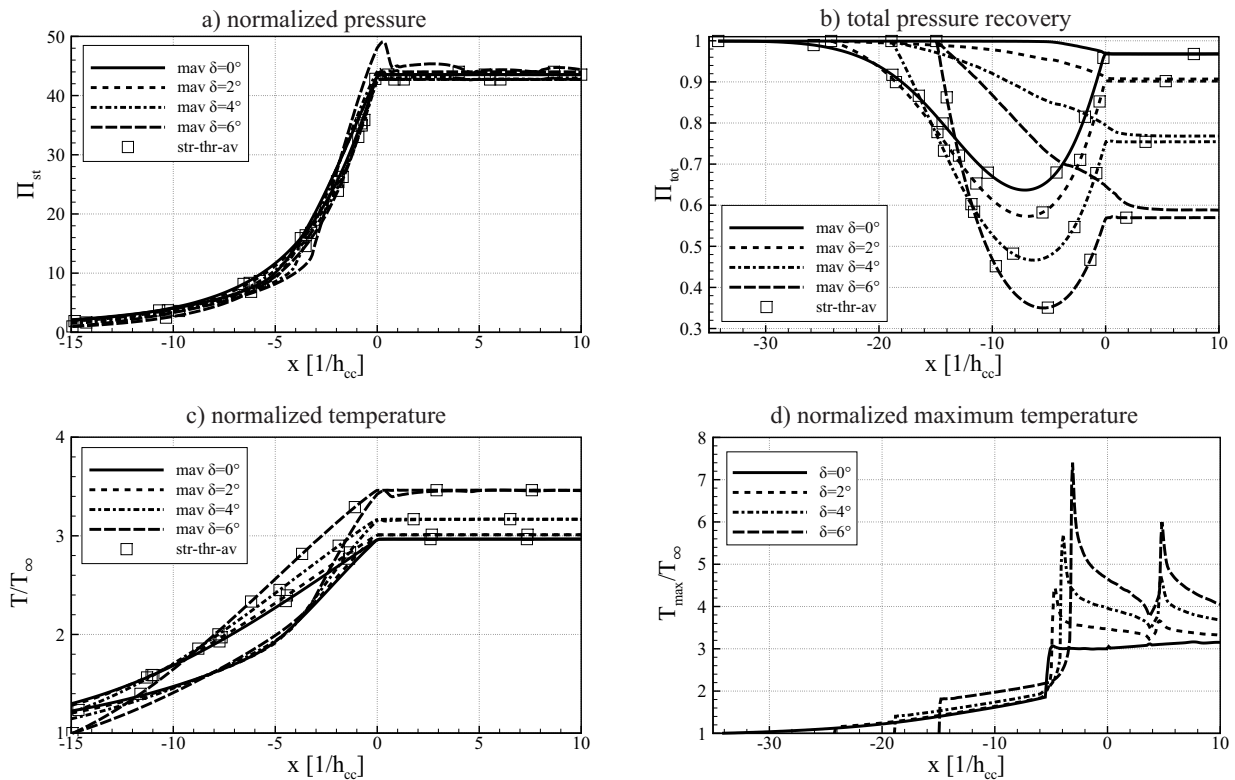 a) normalized pressure
50
40
30
20
10
0
Π_st
mav δ=0°
mav δ=2°
mav δ=4°
mav δ=6°
str-thr-av
-15
-10
-5
0
5
10
x [1/h_cc]
b) total pressure recovery
1
0.9
0.8
0.7
0.6
0.5
0.4
0.3
Π_tot
mav δ=0°
mav δ=2°
mav δ=4°
mav δ=6°
str-thr-av
-30
-20
-10
0
10
x [1/h_cc]
c) normalized temperature
4
3
2
1
T/T_∞
mav δ=0°
mav δ=2°
mav δ=4°
mav δ=6°
str-thr-av
-15
-10
-5
0
5
10
x [1/h_cc]
d) normalized maximum temperature
8
7
6
5
4
3
2
1
T_max/T_∞
δ=0°
δ=2°
δ=4°
δ=6°
-30
-20
-10
0
10
x [1/h_cc]